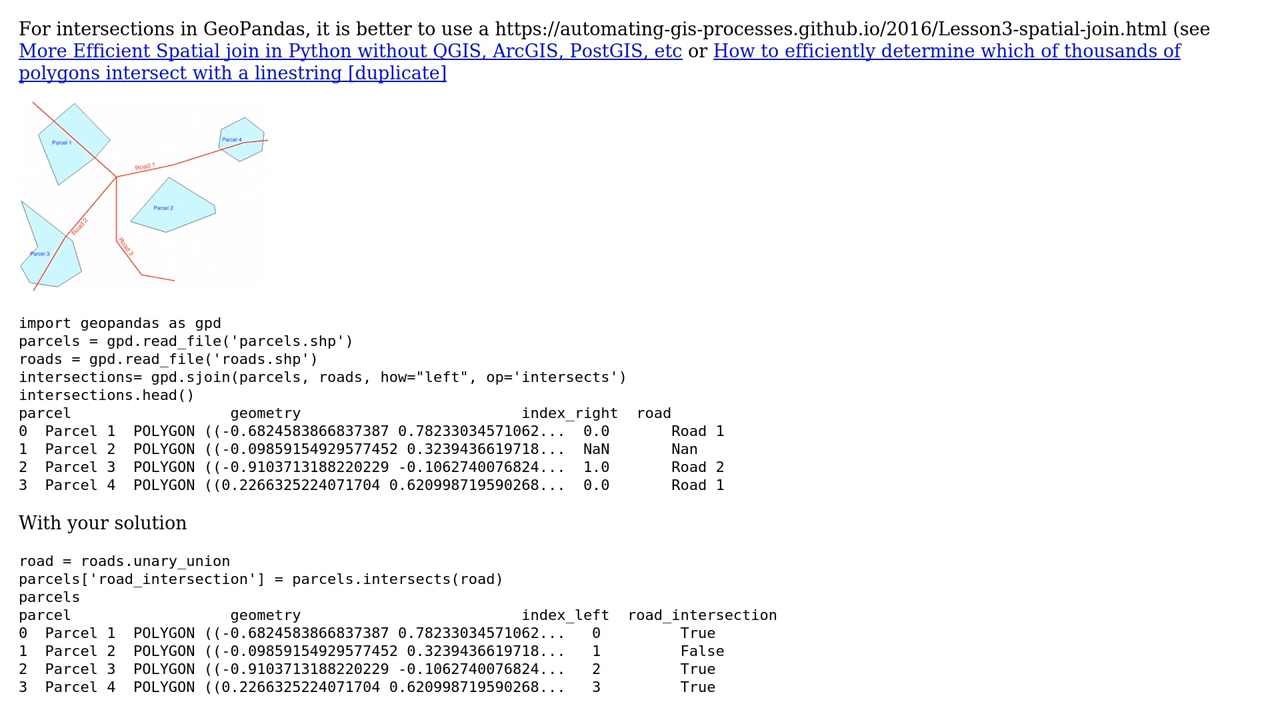 For intersections in GeoPandas, it is better to use a https://automating-gis-processes.github.io/2016/Lesson3-spatial-join.html (see
More Efficient Spatial join in Python without QGIS, ArcGIS, PostGIS, etc or How to efficiently determine which of thousands of
polygons intersect with a linestring [duplicate]
Parcel 1
Parcel 4
Road 1
Parcel 2
Road 2
Road 3
Parcel 3
import geopandas as gpd
parcels = gpd.read_file('parcels.shp')
roads = gpd.read_file('roads.shp')
intersections= gpd.sjoin(parcels, roads, how="left", op='intersects')
intersections.head()
parcel                  geometry                         index_right  road
0  Parcel 1  POLYGON ((-0.6824583866837387 0.78233034571062...  0.0       Road 1
1  Parcel 2  POLYGON ((-0.09859154929577452 0.3239436619718...  NaN       Nan
2  Parcel 3  POLYGON ((-0.9103713188220229 -0.1062740076824...  1.0       Road 2
3  Parcel 4  POLYGON ((0.2266325224071704 0.620998719590268...  0.0       Road 1
With your solution
road = roads.unary_union
parcels['road_intersection'] = parcels.intersects(road)
parcels
parcel                  geometry                         index_left  road_intersection
0  Parcel 1  POLYGON ((-0.6824583866837387 0.78233034571062...   0         True
1  Parcel 2  POLYGON ((-0.09859154929577452 0.3239436619718...   1         False
2  Parcel 3  POLYGON ((-0.9103713188220229 -0.1062740076824...   2         True
3  Parcel 4  POLYGON ((0.2266325224071704 0.620998719590268...   3         True